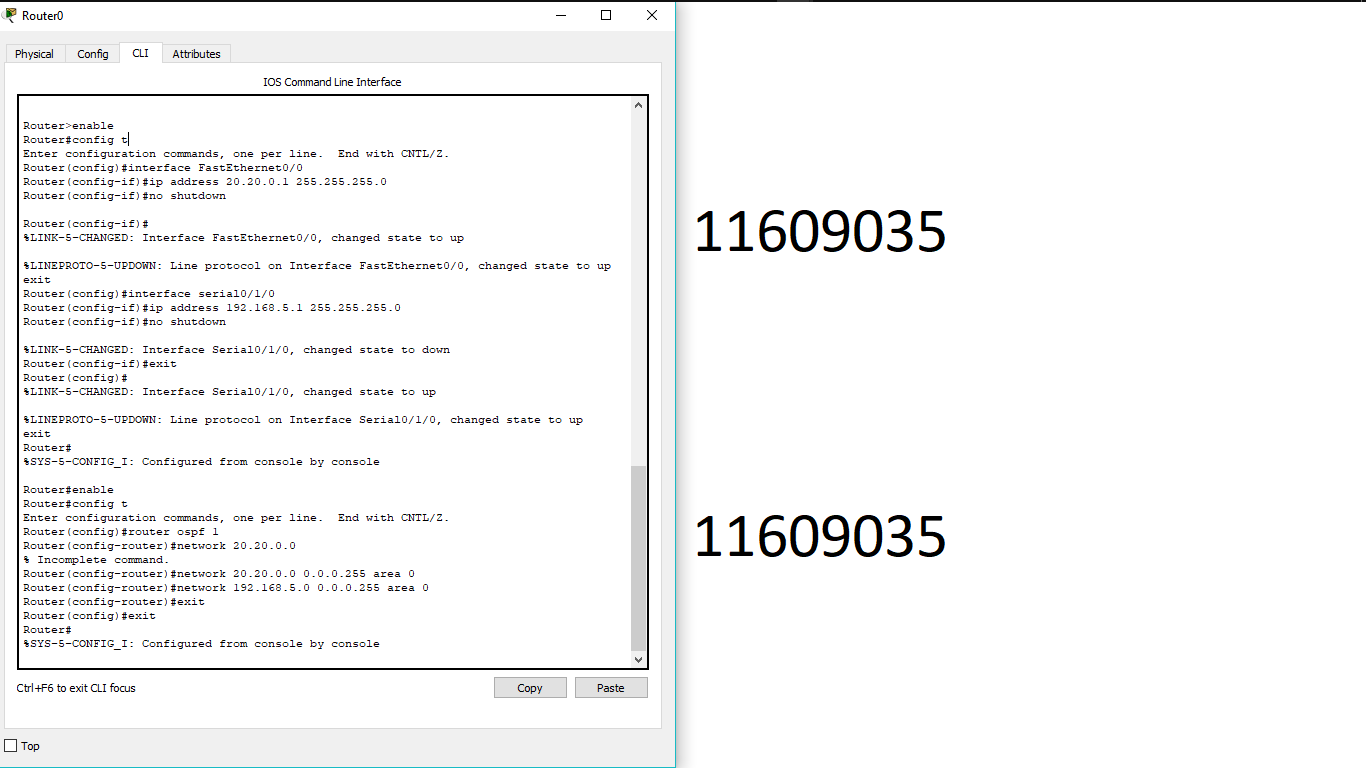 Router0
Physical Config CLI Attributes
IOS Command Line Interface
Router>enable
Router#config t
Enter configuration commands, one per line.  End with CNTL/Z.
Router(config)#interface FastEthernet0/0
Router(config-if)#ip address 20.20.0.1 255.255.255.0
Router(config-if)#no shutdown
Router(config-if)#
%LINK-5-CHANGED: Interface FastEthernet0/0, changed state to up
%LINEPROTO-5-UPDOWN: Line protocol on Interface FastEthernet0/0, changed state to up
exit
Router(config)#interface serial0/1/0
Router(config-if)#ip address 192.168.5.1 255.255.255.0
Router(config-if)#no shutdown
%LINK-5-CHANGED: Interface Serial0/1/0, changed state to down
Router(config-if)#exit
Router(config)#
%LINK-5-CHANGED: Interface Serial0/1/0, changed state to up
%LINEPROTO-5-UPDOWN: Line protocol on Interface Serial0/1/0, changed state to up
exit
Router#
%SYS-5-CONFIG_I: Configured from console by console
Router#enable
Router#config t
Enter configuration commands, one per line.  End with CNTL/Z.
Router(config)#router ospf 1
Router(config-router)#network 20.20.0.0
% Incomplete command.
Router(config-router)#network 20.20.0.0 0.0.0.255 area 0
Router(config-router)#network 192.168.5.0 0.0.0.255 area 0
Router(config-router)#exit
Router(config)#exit
Router#
%SYS-5-CONFIG_I: Configured from console by console
Ctrl+F6 to exit CLI focus
Copy Paste
Top
11609035
11609035